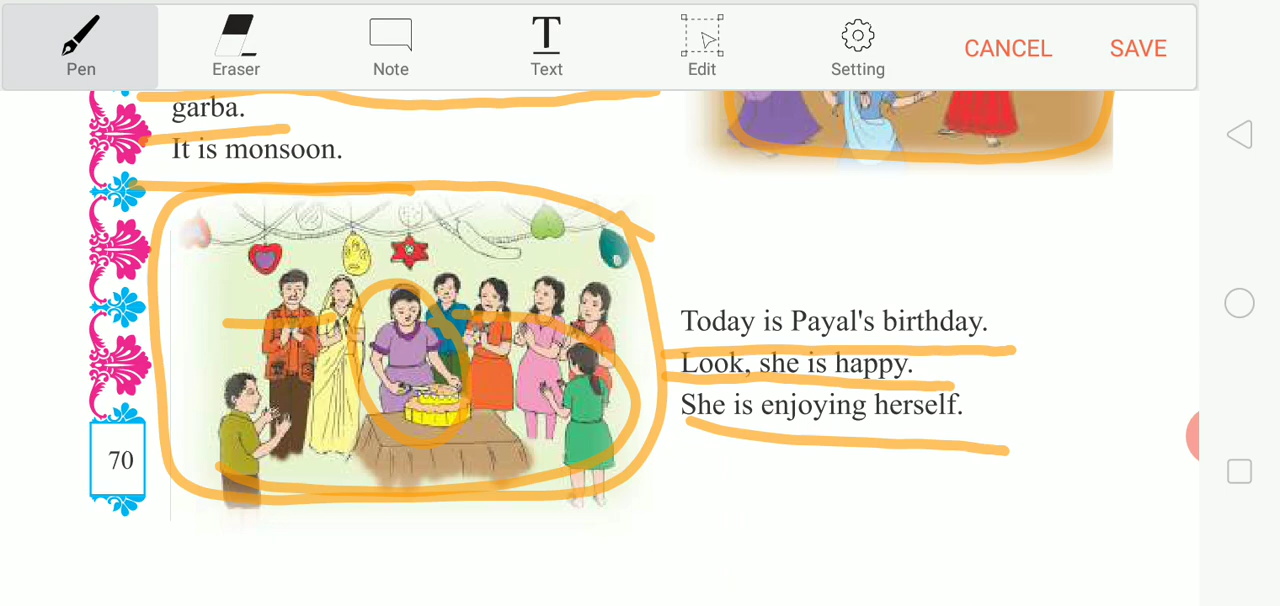 Pen
Eraser
Note
Text
Edit
Setting
CANCEL
SAVE
garba.
It is monsoon.
Today is Payal's birthday.
Look, she is happy.
She is enjoying herself.
70